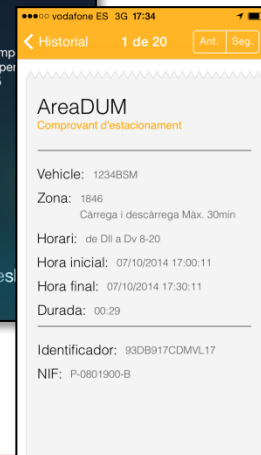 vodafone ES 3G 17:34
Historial 1 de 20 Ant. Seg.
AreaDUM
Comprovant d'estacionament
Vehicle: 1234BSM
Zona: 1846
Càrrega i descàrrega Màx. 30min
Horari: de Dll a Dv 8-20
Hora inicial: 07/10/2014 17:00:11
Hora final: 07/10/2014 17:30:11
Durada: 00:29
Identificador: 93DB917CDMVL17
NIF: P-0801900-B